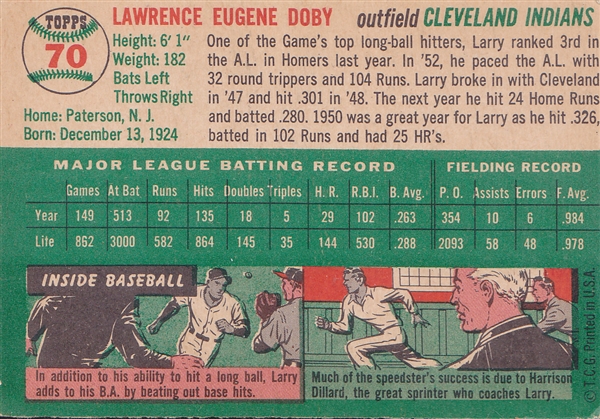 TOPPS
70
LAWRENCE EUGENE DOBY outfield CLEVELAND INDIANS
Height: 6' 1"
Weight: 182
Bats Left
Throws Right
Home: Paterson, N. J.
Born: December 13, 1924
One of the Game's top long-ball hitters, Larry ranked 3rd in
the A.L. in Homers last year. In '52, he paced the A.L. with
32 round trippers and 104 Runs. Larry broke in with Cleveland
in '47 and hit .301 in '48. The next year he hit 24 Home Runs
and batted .280. 1950 was a great year for Larry as he hit .326,
batted in 102 Runs and had 25 HR's.
MAJOR LEAGUE BATTING RECORD FIELDING RECORD
Games At Bat Runs Hits Doubles Triples H. R. R.B.I. B. Avg. P. O. Assists Errors F. Avg.
Year 149 513 92 135 18 5 29 102 .263 354 10 6 .984
Life 862 3000 582 864 145 35 144 530 .288 2093 58 48 .978
INSIDE BASEBALL
In addition to his ability to hit a long ball, Larry
adds to his B.A. by beating out base hits.
Much of the speedster's success is due to Harrison
Dillard, the great sprinter who coaches Larry.
© T.C.G. Printed in U.S.A.